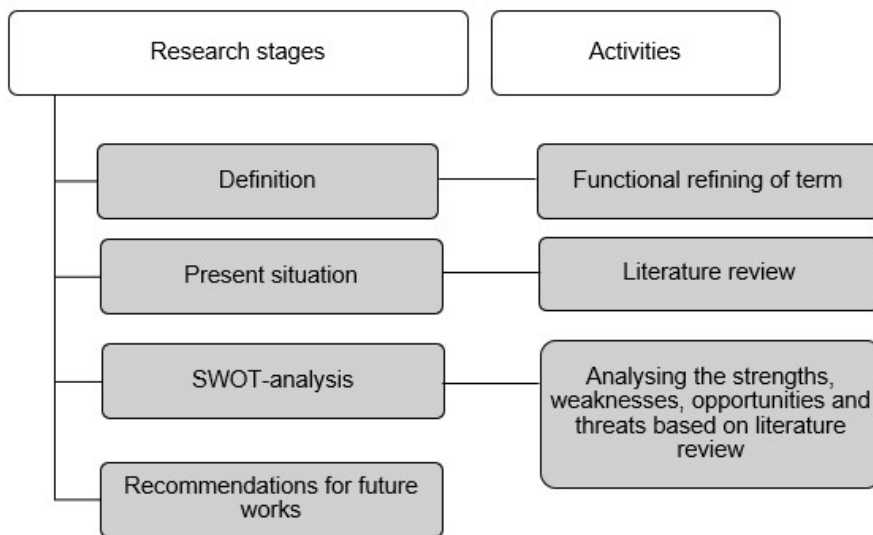 Research stages
Activities
Definition
Functional refining of term
Present situation
Literature review
SWOT-analysis
Analysing the strengths,
weaknesses, opportunities and
threats based on literature
review
Recommendations for future
works